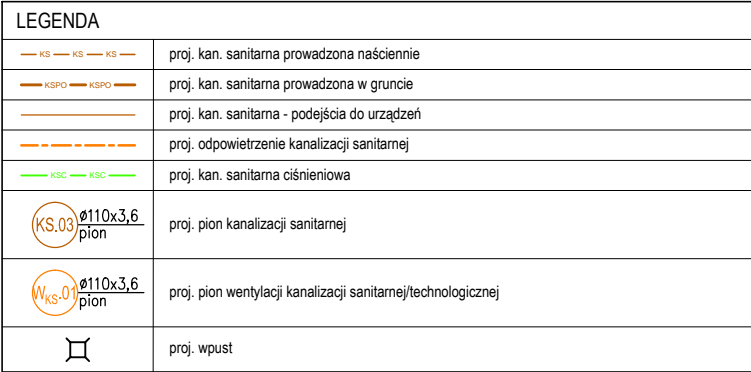 LEGENDA
KS KS KS proj. kan. sanitarna prowadzona naściennie
KSPO KSPO proj. kan. sanitarna prowadzona w gruncie
proj. kan. sanitarna - podejścia do urządzeń
proj. odpowietrzenie kanalizacji sanitarnej
KSC KSC proj. kan. sanitarna ciśnieniowa
KS.03 ø110x3,6
pion
proj. pion kanalizacji sanitarnej
WKS.01 ø110x3,6
pion
proj. pion wentylacji kanalizacji sanitarnej/technologicznej
proj. wpust